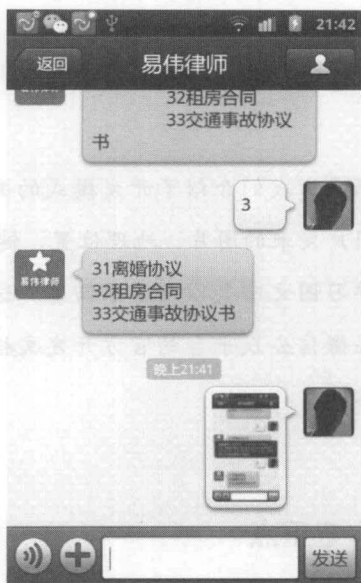 21:42
返回
易伟律师
32租房合同
33交通事故协议
书
3
易伟律师
31离婚协议
32租房合同
33交通事故协议书
晚上21:41
发送